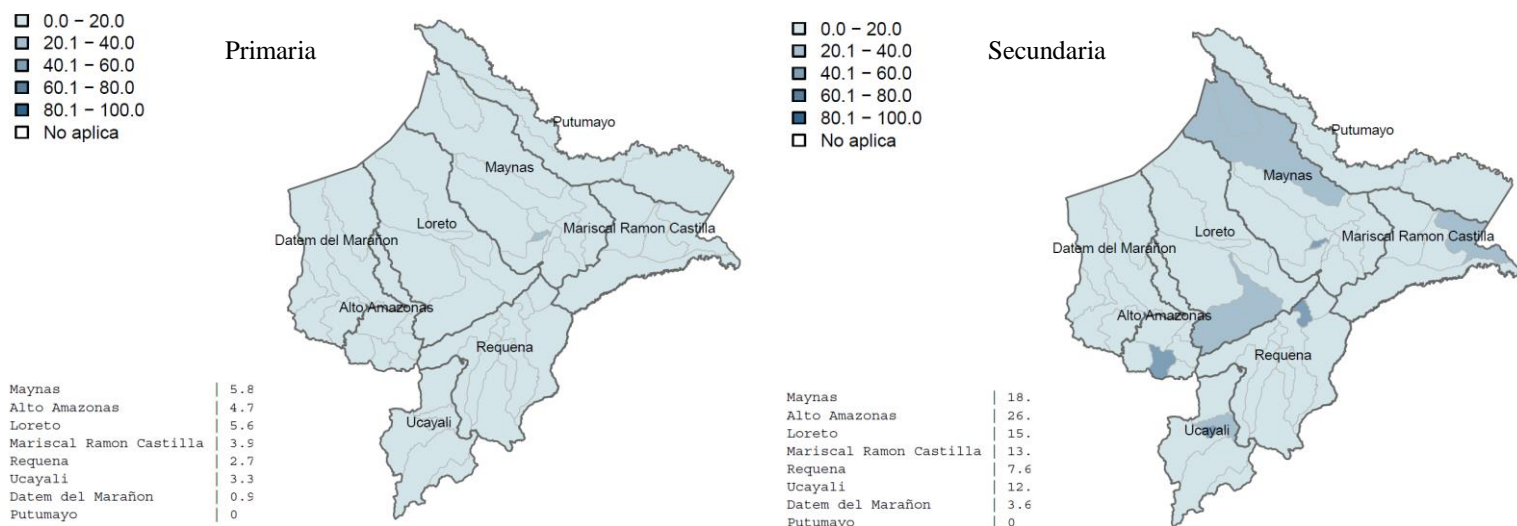 0.0 − 20.0
20.1 − 40.0
40.1 − 60.0
60.1 − 80.0
80.1 − 100.0
No aplica
Primaria
Putumayo
Maynas
Loreto
Mariscal Ramon Castilla
Datem del Marañon
Alto Amazonas
Requena
Ucayali
Maynas | 5.8
Alto Amazonas | 4.7
Loreto | 5.6
Mariscal Ramon Castilla | 3.9
Requena | 2.7
Ucayali | 3.3
Datem del Marañon | 0.9
Putumayo | 0
0.0 − 20.0
20.1 − 40.0
40.1 − 60.0
60.1 − 80.0
80.1 − 100.0
No aplica
Secundaria
Putumayo
Maynas
Loreto
Mariscal Ramon Castilla
Datem del Marañon
Alto Amazonas
Requena
Ucayali
Maynas | 18.
Alto Amazonas | 26.
Loreto | 15.
Mariscal Ramon Castilla | 13.
Requena | 7.6
Ucayali | 12.
Datem del Marañon | 3.6
Putumayo | 0